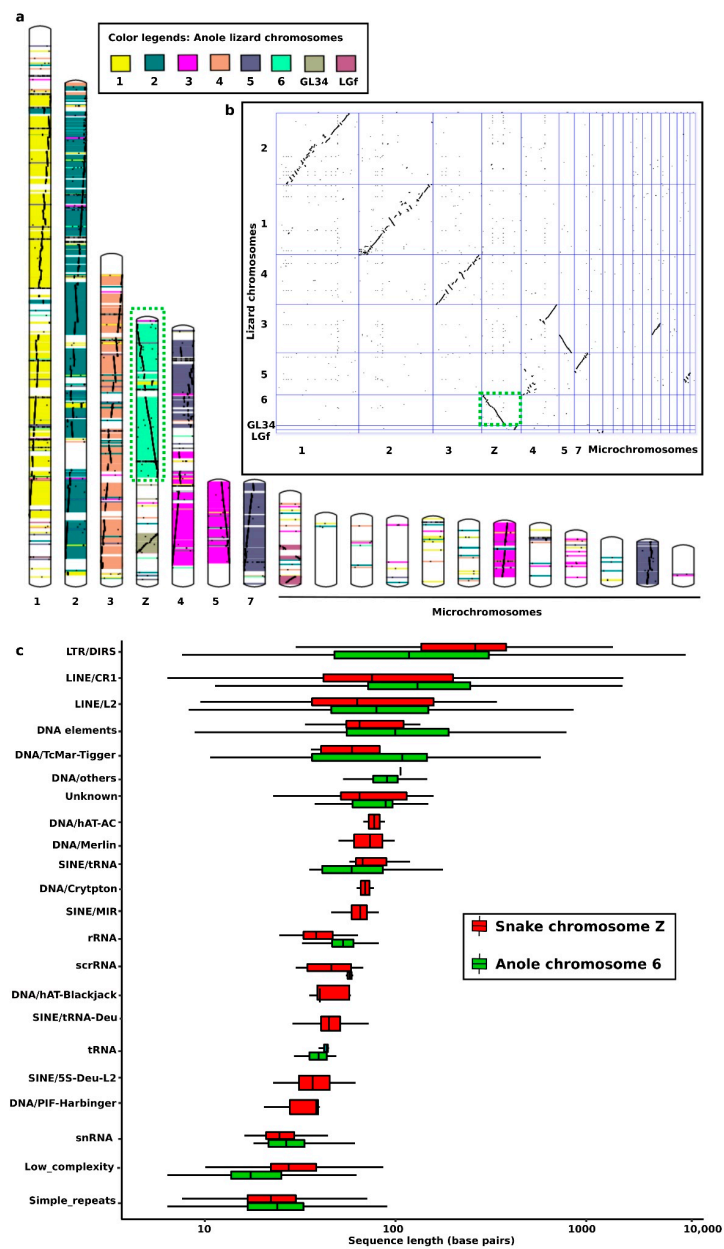 a
Color legends: Anole lizard chromosomes
1 2 3 4 5 6 GL34 LGf
b
Lizard chromosomes
2
1
4
3
5
6
GL34
LGf
1 2 3 Z 4 5 7 Microchromosomes
1 2 3 Z 4 5 7
Microchromosomes
c
LTR/DIRS
LINE/CR1
LINE/L2
DNA elements
DNA/TcMar-Tigger
DNA/others
Unknown
DNA/hAT-AC
DNA/Merlin
SINE/tRNA
DNA/Crytpton
SINE/MIR
rRNA
scrRNA
DNA/hAT-Blackjack
SINE/tRNA-Deu
tRNA
SINE/5S-Deu-L2
DNA/PIF-Harbinger
snRNA
Low_complexity
Simple_repeats
Snake chromosome Z
Anole chromosome 6
10 100 1000 10,000
Sequence length (base pairs)